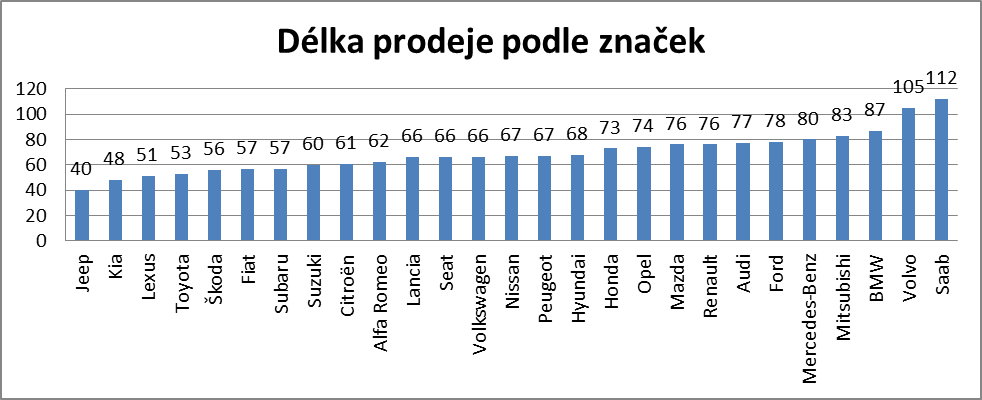 Délka prodeje podle značek
120
100
80
60
40
20
0
40 48 51 53 56 57 57 60 61 62 66 66 66 67 67 68 73 74 76 76 77 78 80 83 87 105 112
Jeep
Kia
Lexus
Toyota
Škoda
Fiat
Subaru
Suzuki
Citroën
Alfa Romeo
Lancia
Seat
Volkswagen
Nissan
Peugeot
Hyundai
Honda
Opel
Mazda
Renault
Audi
Ford
Mercedes-Benz
Mitsubishi
BMW
Volvo
Saab